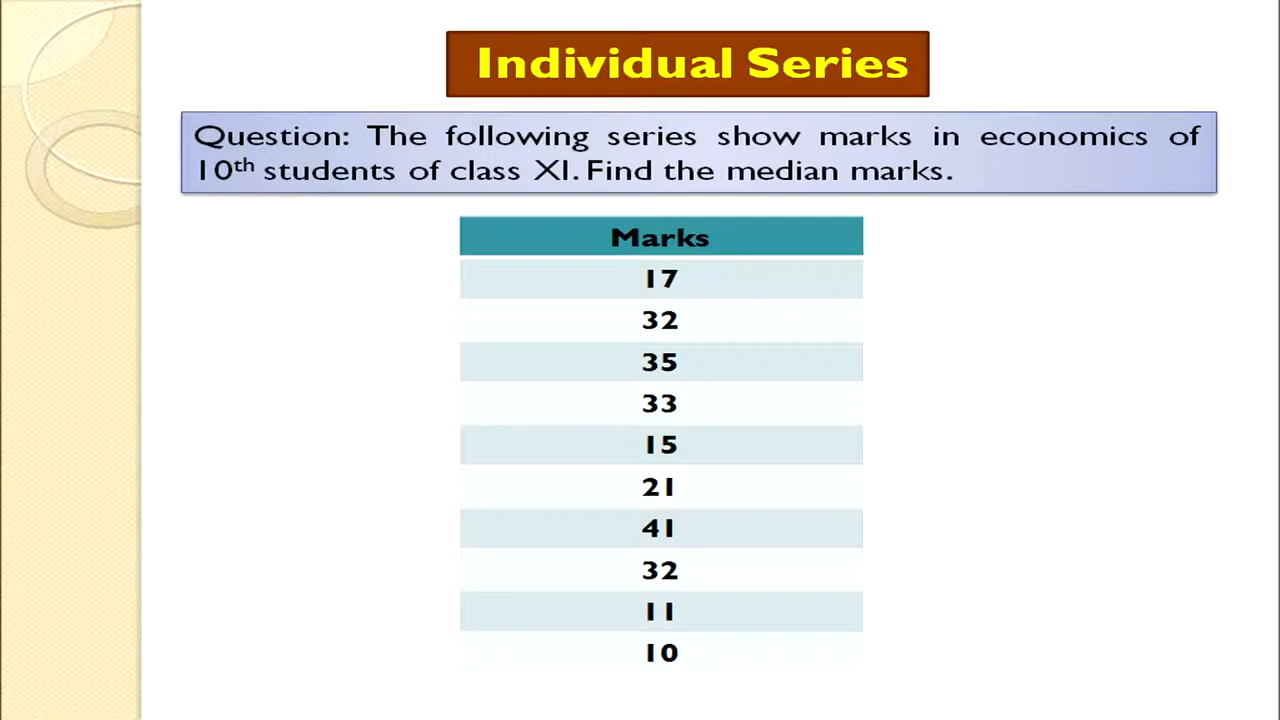 Individual Series
Question: The following series show marks in economics of
10th students of class XI. Find the median marks.
Marks
17
32
35
33
15
21
41
32
11
10